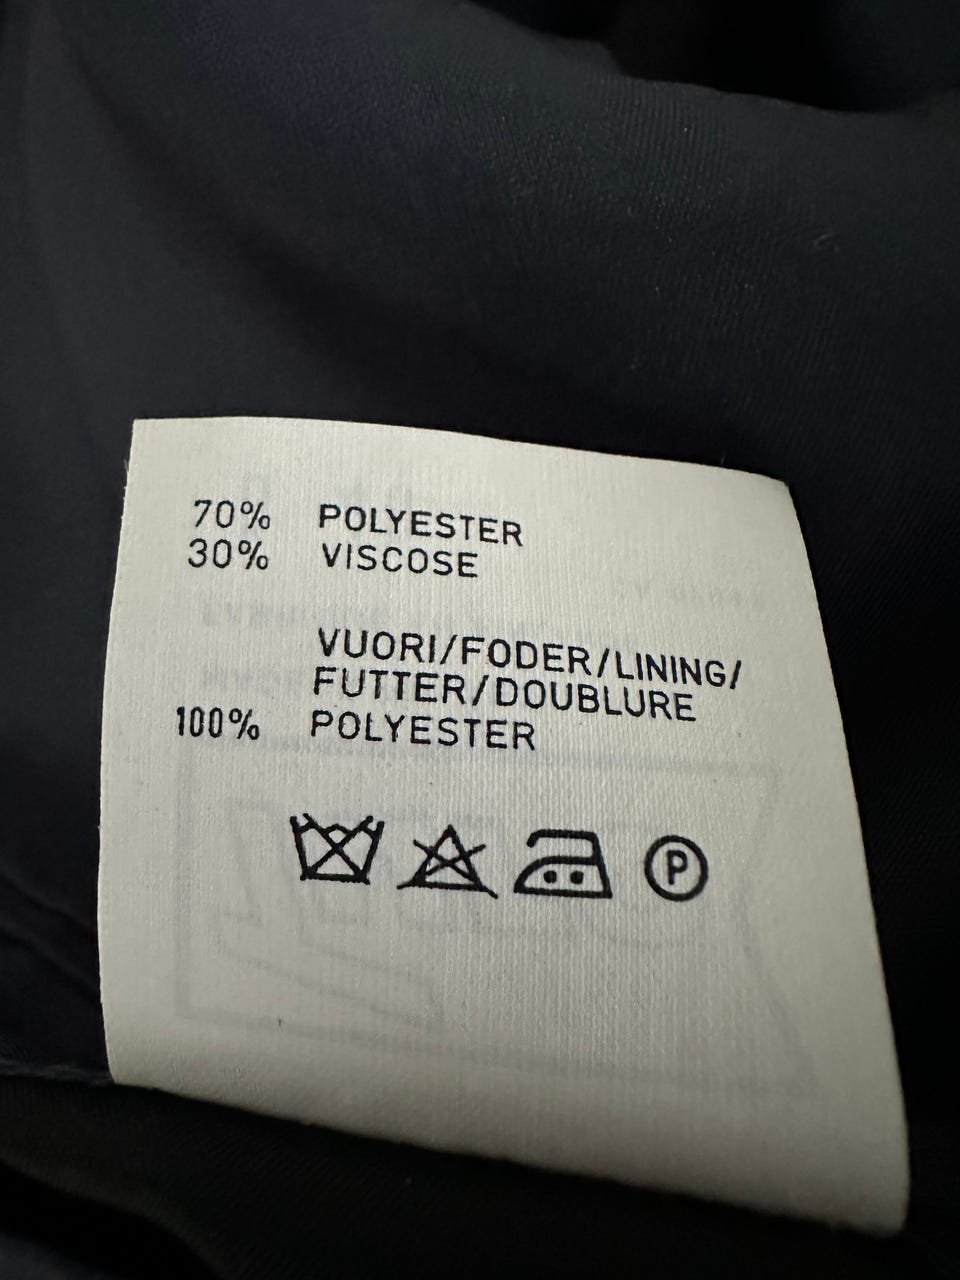 70% POLYESTER
30% VISCOSE
VUORI/FODER/LINING/
FUTTER/DOUBLURE
100% POLYESTER
P